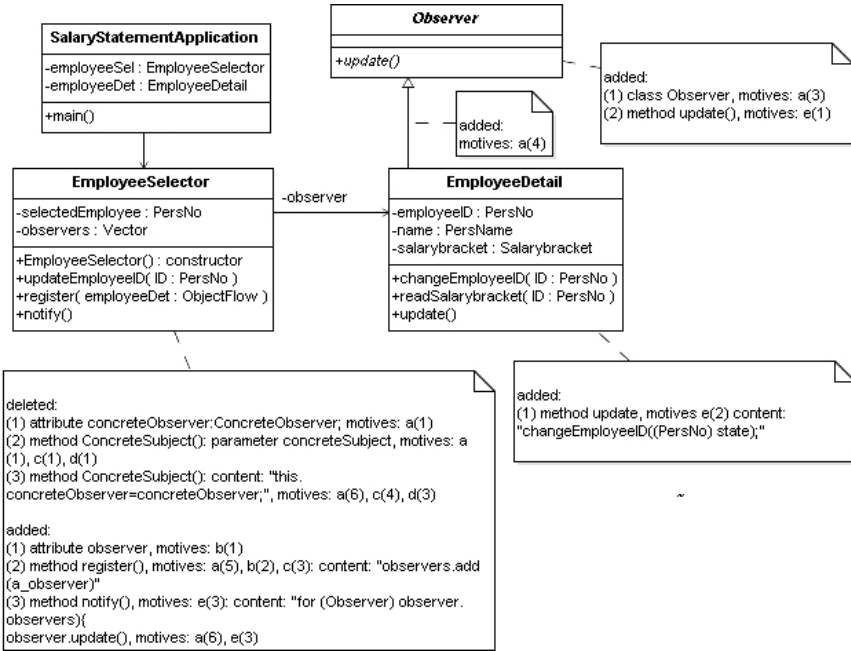 Observer
+update()
SalaryStatementApplication
-employeeSel : EmployeeSelector
-employeeDet : EmployeeDetail
+main()
added:
(1) class Observer, motives: a(3)
(2) method update(), motives: e(1)
added:
motives: a(4)
EmployeeSelector
-selectedEmployee : PersNo
-observers : Vector
+EmployeeSelector() : constructor
+updateEmployeeID( ID : PersNo )
+register( employeeDet : ObjectFlow )
+notify()
-observer
EmployeeDetail
-employeeID : PersNo
-name : PersName
-salarybracket : Salarybracket
+changeEmployeeID( ID : PersNo )
+readSalarybracket( ID : PersNo )
+update()
deleted:
(1) attribute concreteObserver:ConcreteObserver; motives: a(1)
(2) method ConcreteSubject(): parameter concreteSubject, motives: a
(1), c(1), d(1)
(3) method ConcreteSubject(): content: "this.
concreteObserver=concreteObserver;", motives: a(6), c(4), d(3)
added:
(1) attribute observer, motives: b(1)
(2) method register(), motives: a(5), b(2), c(3): content: "observers.add
(a_observer)"
(3) method notify(), motives: e(3): content: "for (Observer) observer.
observers){
observer.update(), motives: a(6), e(3)
added:
(1) method update, motives e(2) content:
"changeEmployeeID((PersNo) state);"
~